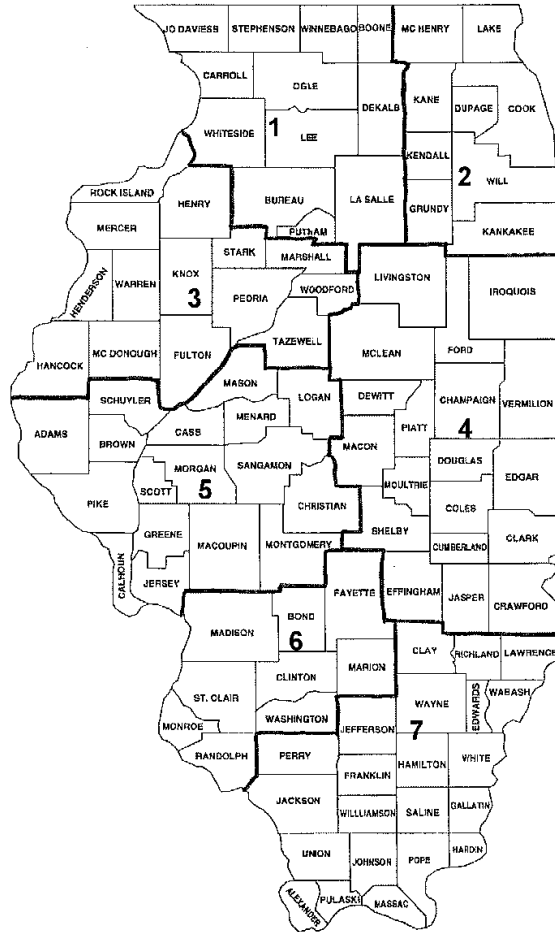 JO DAVIESS STEPHENSON WINNEBAGO BOONE MC HENRY LAKE
CARROLL OGLE DEKALB KANE DUPAGE COOK
1
WHITESIDE LEE
KENDALL
2 WILL
ROCK ISLAND HENRY BUREAU LA SALLE GRUNDY
MERCER PUTNAM KANKAKEE
STARK MARSHALL
HENDERSON WARREN KNOX LIVINGSTON
3 PEORIA WOODFORD IROQUOIS
TAZEWELL
HANCOCK MC DONOUGH FULTON MCLEAN FORD
MASON
SCHUYLER LOGAN DEWITT CHAMPAIGN VERMILION
ADAMS BROWN CASS MENARD PIATT
4
MACON
MORGAN SANGAMON DOUGLAS
PIKE SCOTT 5 MOULTRIE EDGAR
CHRISTIAN COLES
GREENE MACOUPIN SHELBY
CALHOUN MONTGOMERY CUMBERLAND CLARK
JERSEY
FAYETTE EFFINGHAM JASPER CRAWFORD
MADISON BOND
6
CLAY RICHLAND LAWRENCE
MARION
CLINTON
ST. CLAIR WAYNE EDWARDS WABASH
WASHINGTON
MONROE JEFFERSON 7
RANDOLPH PERRY HAMILTON WHITE
FRANKLIN
JACKSON WILLLIAMSON SALINE GALLATIN
UNION JOHNSON POPE HARDIN
ALEXANDER PULASKI MASSAC